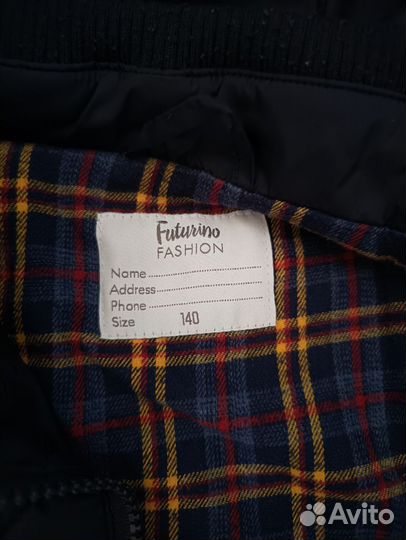 Futurino
FASHION
Name
Address
Phone
Size 140
Avito